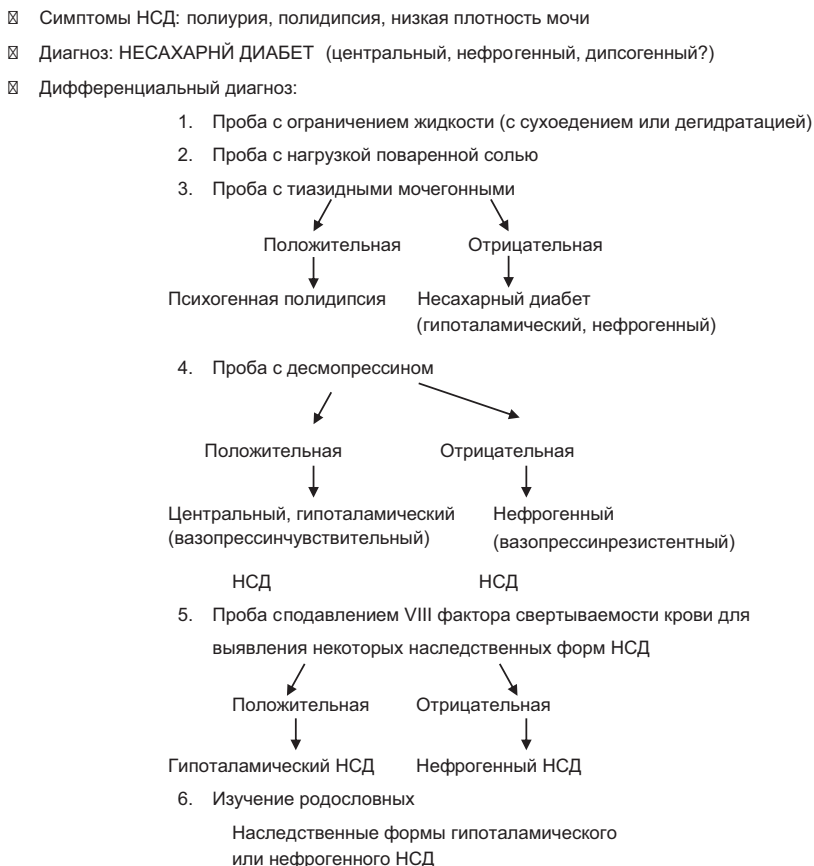 Симптомы НСД: полиурия, полидипсия, низкая плотность мочи
Диагноз: НЕСАХАРНЙ ДИАБЕТ (центральный, нефрогенный, дипсогенный?)
Дифференциальный диагноз:
1. Проба с ограничением жидкости (с сухоедением или дегидратацией)
2. Проба с нагрузкой поваренной солью
3. Проба с тиазидными мочегонными
Положительная Отрицательная
Психогенная полидипсия Несахарный диабет
(гипоталамический, нефрогенный)
4. Проба с десмопрессином
Положительная Отрицательная
Центральный, гипоталамический Нефрогенный
(вазопрессинчувствительный) (вазопрессинрезистентный)
НСД НСД
5. Проба сподавлением VIII фактора свертываемости крови для
выявления некоторых наследственных форм НСД
Положительная Отрицательная
Гипоталамический НСД Нефрогенный НСД
6. Изучение родословных
Наследственные формы гипоталамического
или нефрогенного НСД